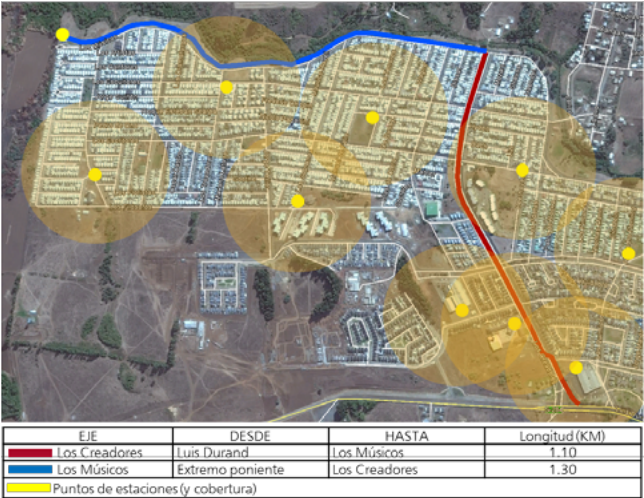 EJE DESDE HASTA Longitud (KM)
Los Creadores Luis Durand Los Músicos 1.10
Los Músicos Extremo poniente Los Creadores 1.30
Puntos de estaciones (y cobertura)